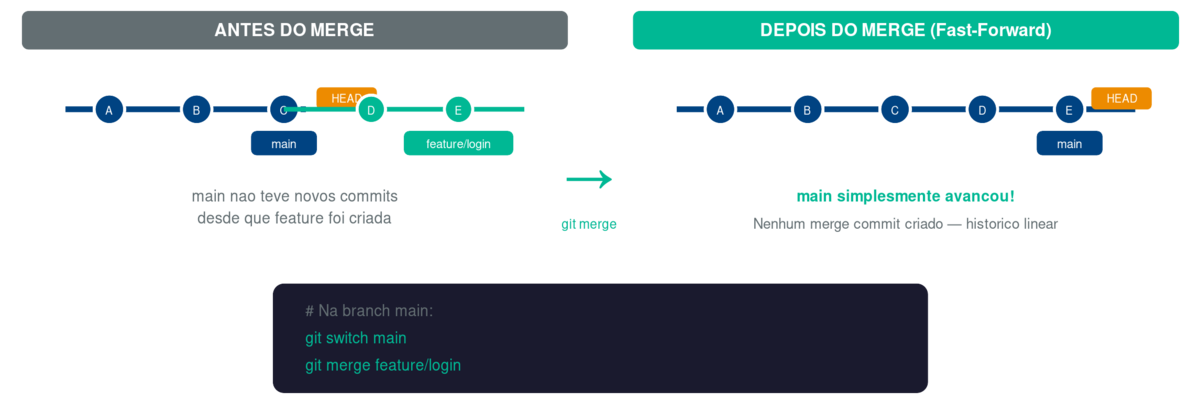 ANTES DO MERGE
DEPOIS DO MERGE (Fast-Forward)
HEAD
A B C D E
main
feature/login
main nao teve novos commits
desde que feature foi criada
git merge
HEAD
A B C D E
main
main simplesmente avancou!
Nenhum merge commit criado — historico linear
# Na branch main:
git switch main
git merge feature/login